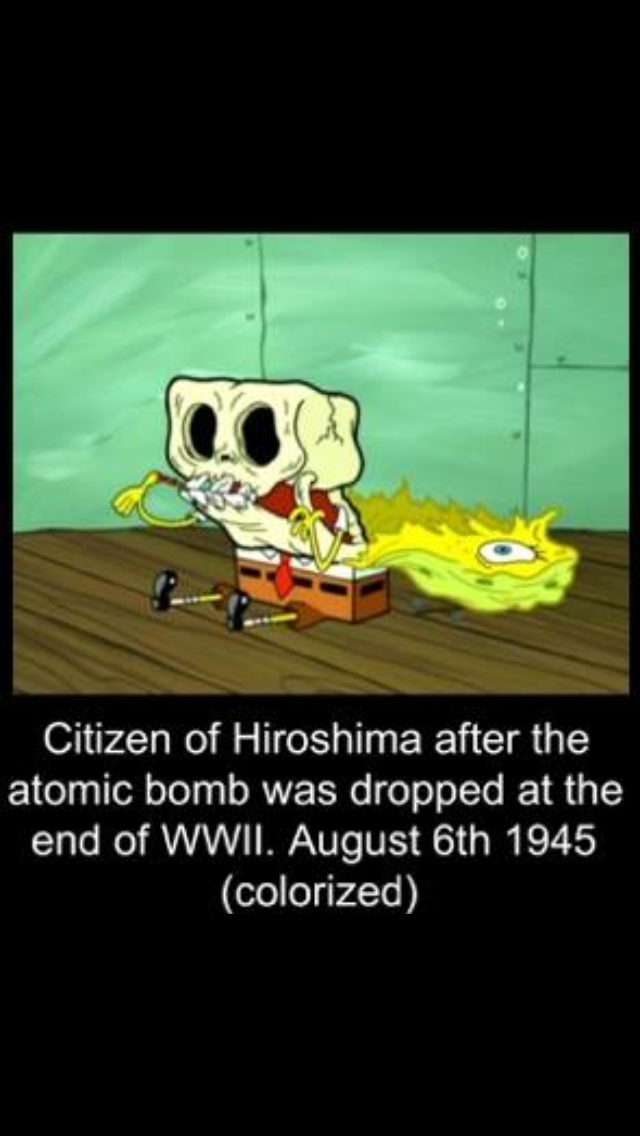 Citizen of Hiroshima after the
atomic bomb was dropped at the
end of WWII. August 6th 1945
(colorized)